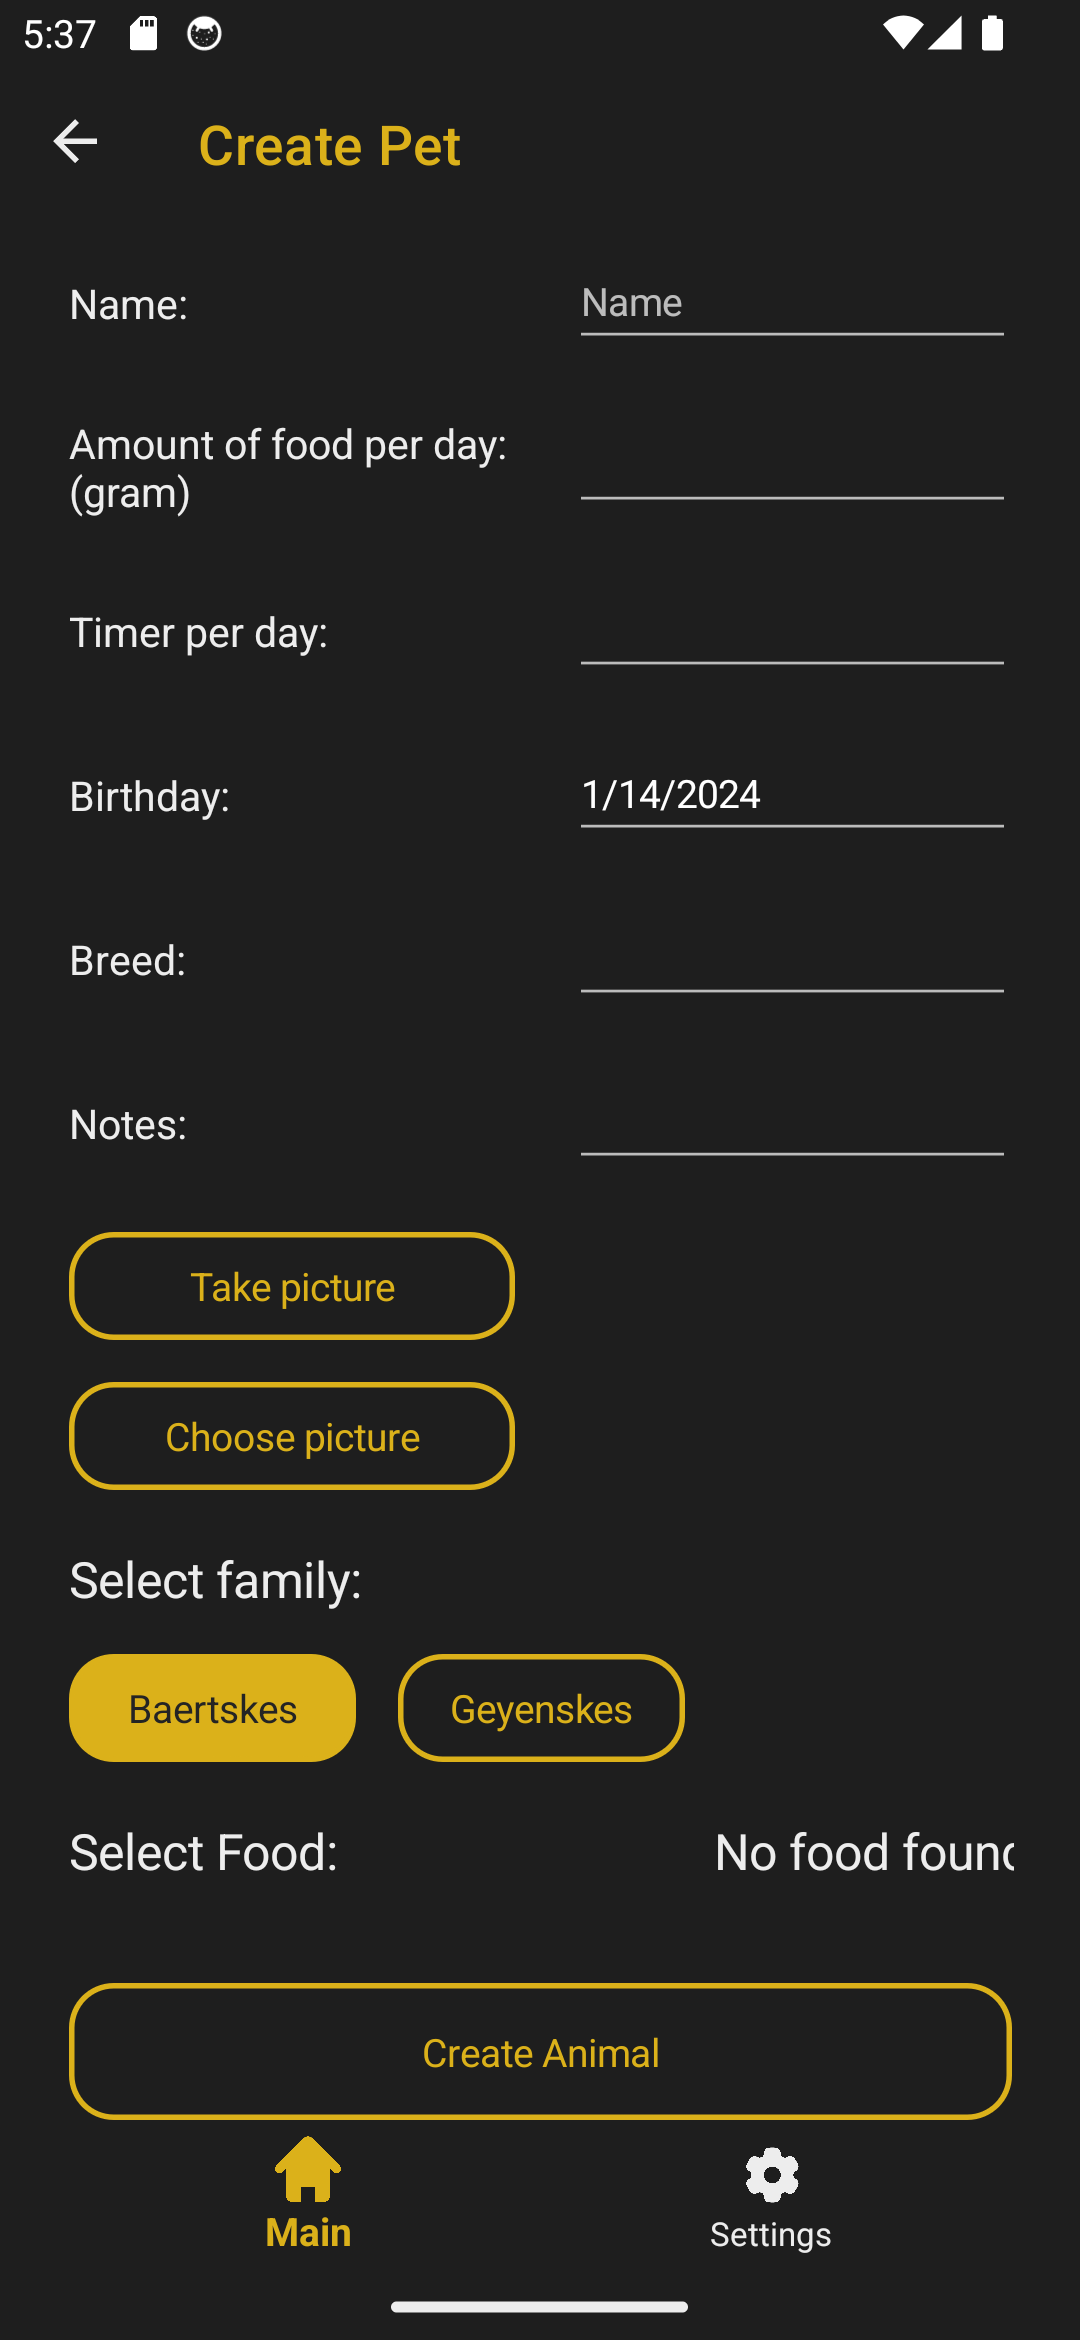 5:37
Create Pet
Name:
Name
Amount of food per day:
(gram)
Timer per day:
Birthday:
1/14/2024
Breed:
Notes:
Take picture
Choose picture
Select family:
Baertskes
Geyenskes
Select Food:
No food found
Create Animal
Main
Settings